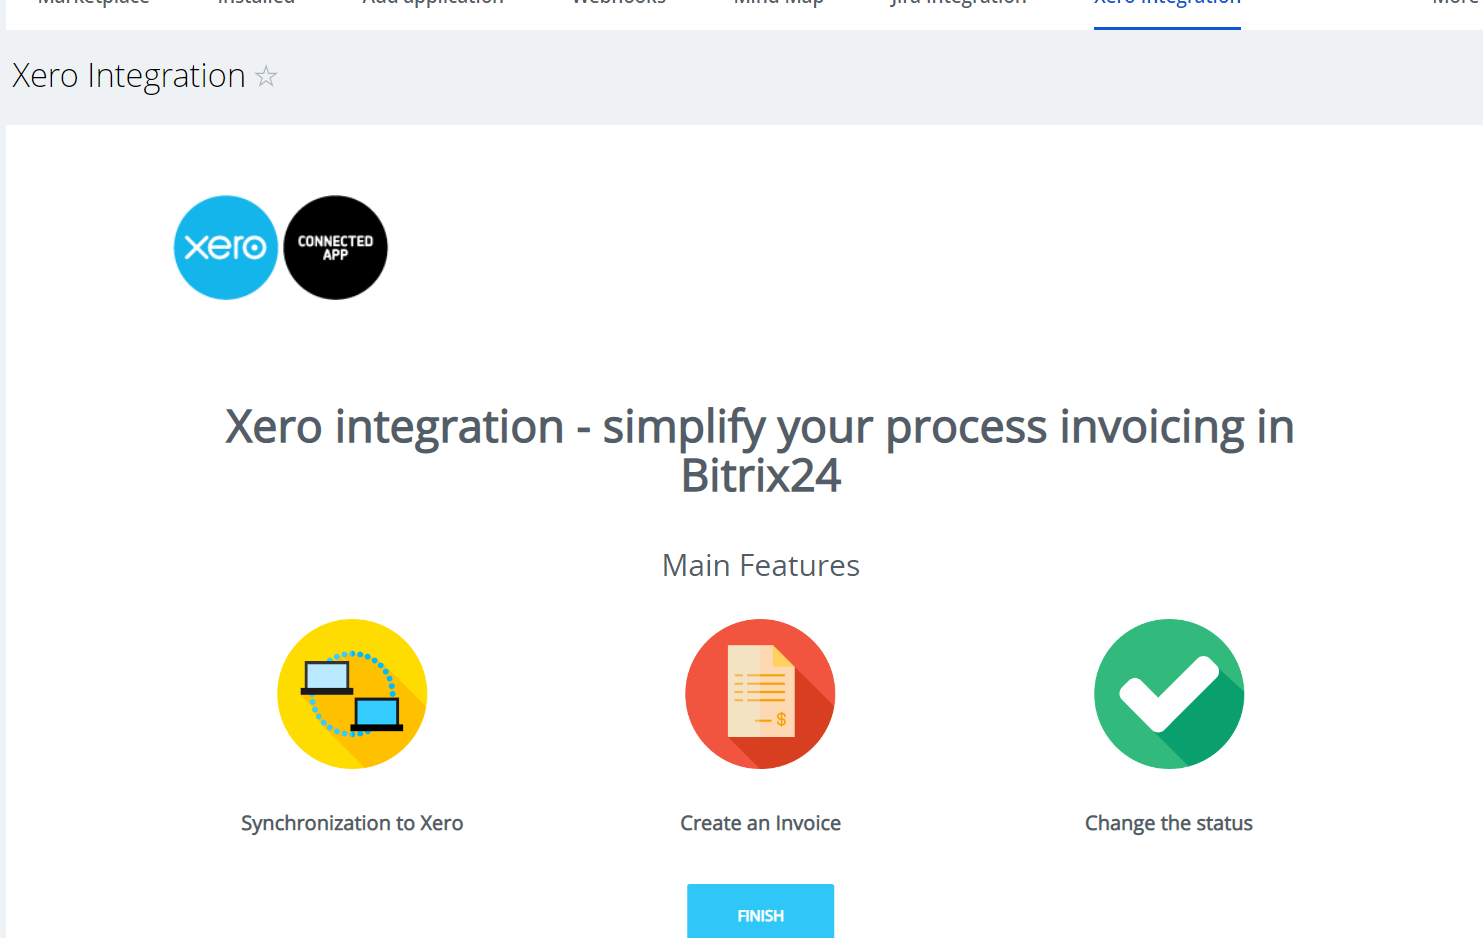 Marketplace Installed Add application Webhooks Mind Map Jira Integration Xero Integration More
Xero Integration
xero CONNECTED
APP
Xero integration - simplify your process invoicing in
Bitrix24
Main Features
$
Synchronization to Xero Create an Invoice Change the status
FINISH